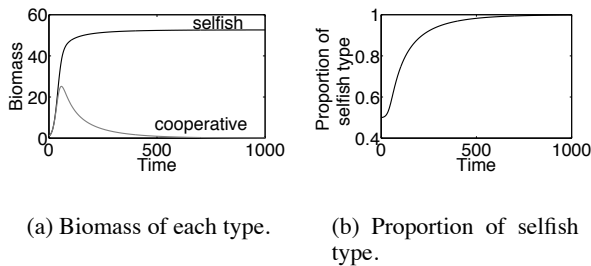 60
selfish
40
20
cooperative
0
0
500
1000
Biomass
Time
1
0.8
0.6
0.4
0
500
1000
Proportion of
selfish type
Time
(a) Biomass of each type.
(b) Proportion of selfish
type.